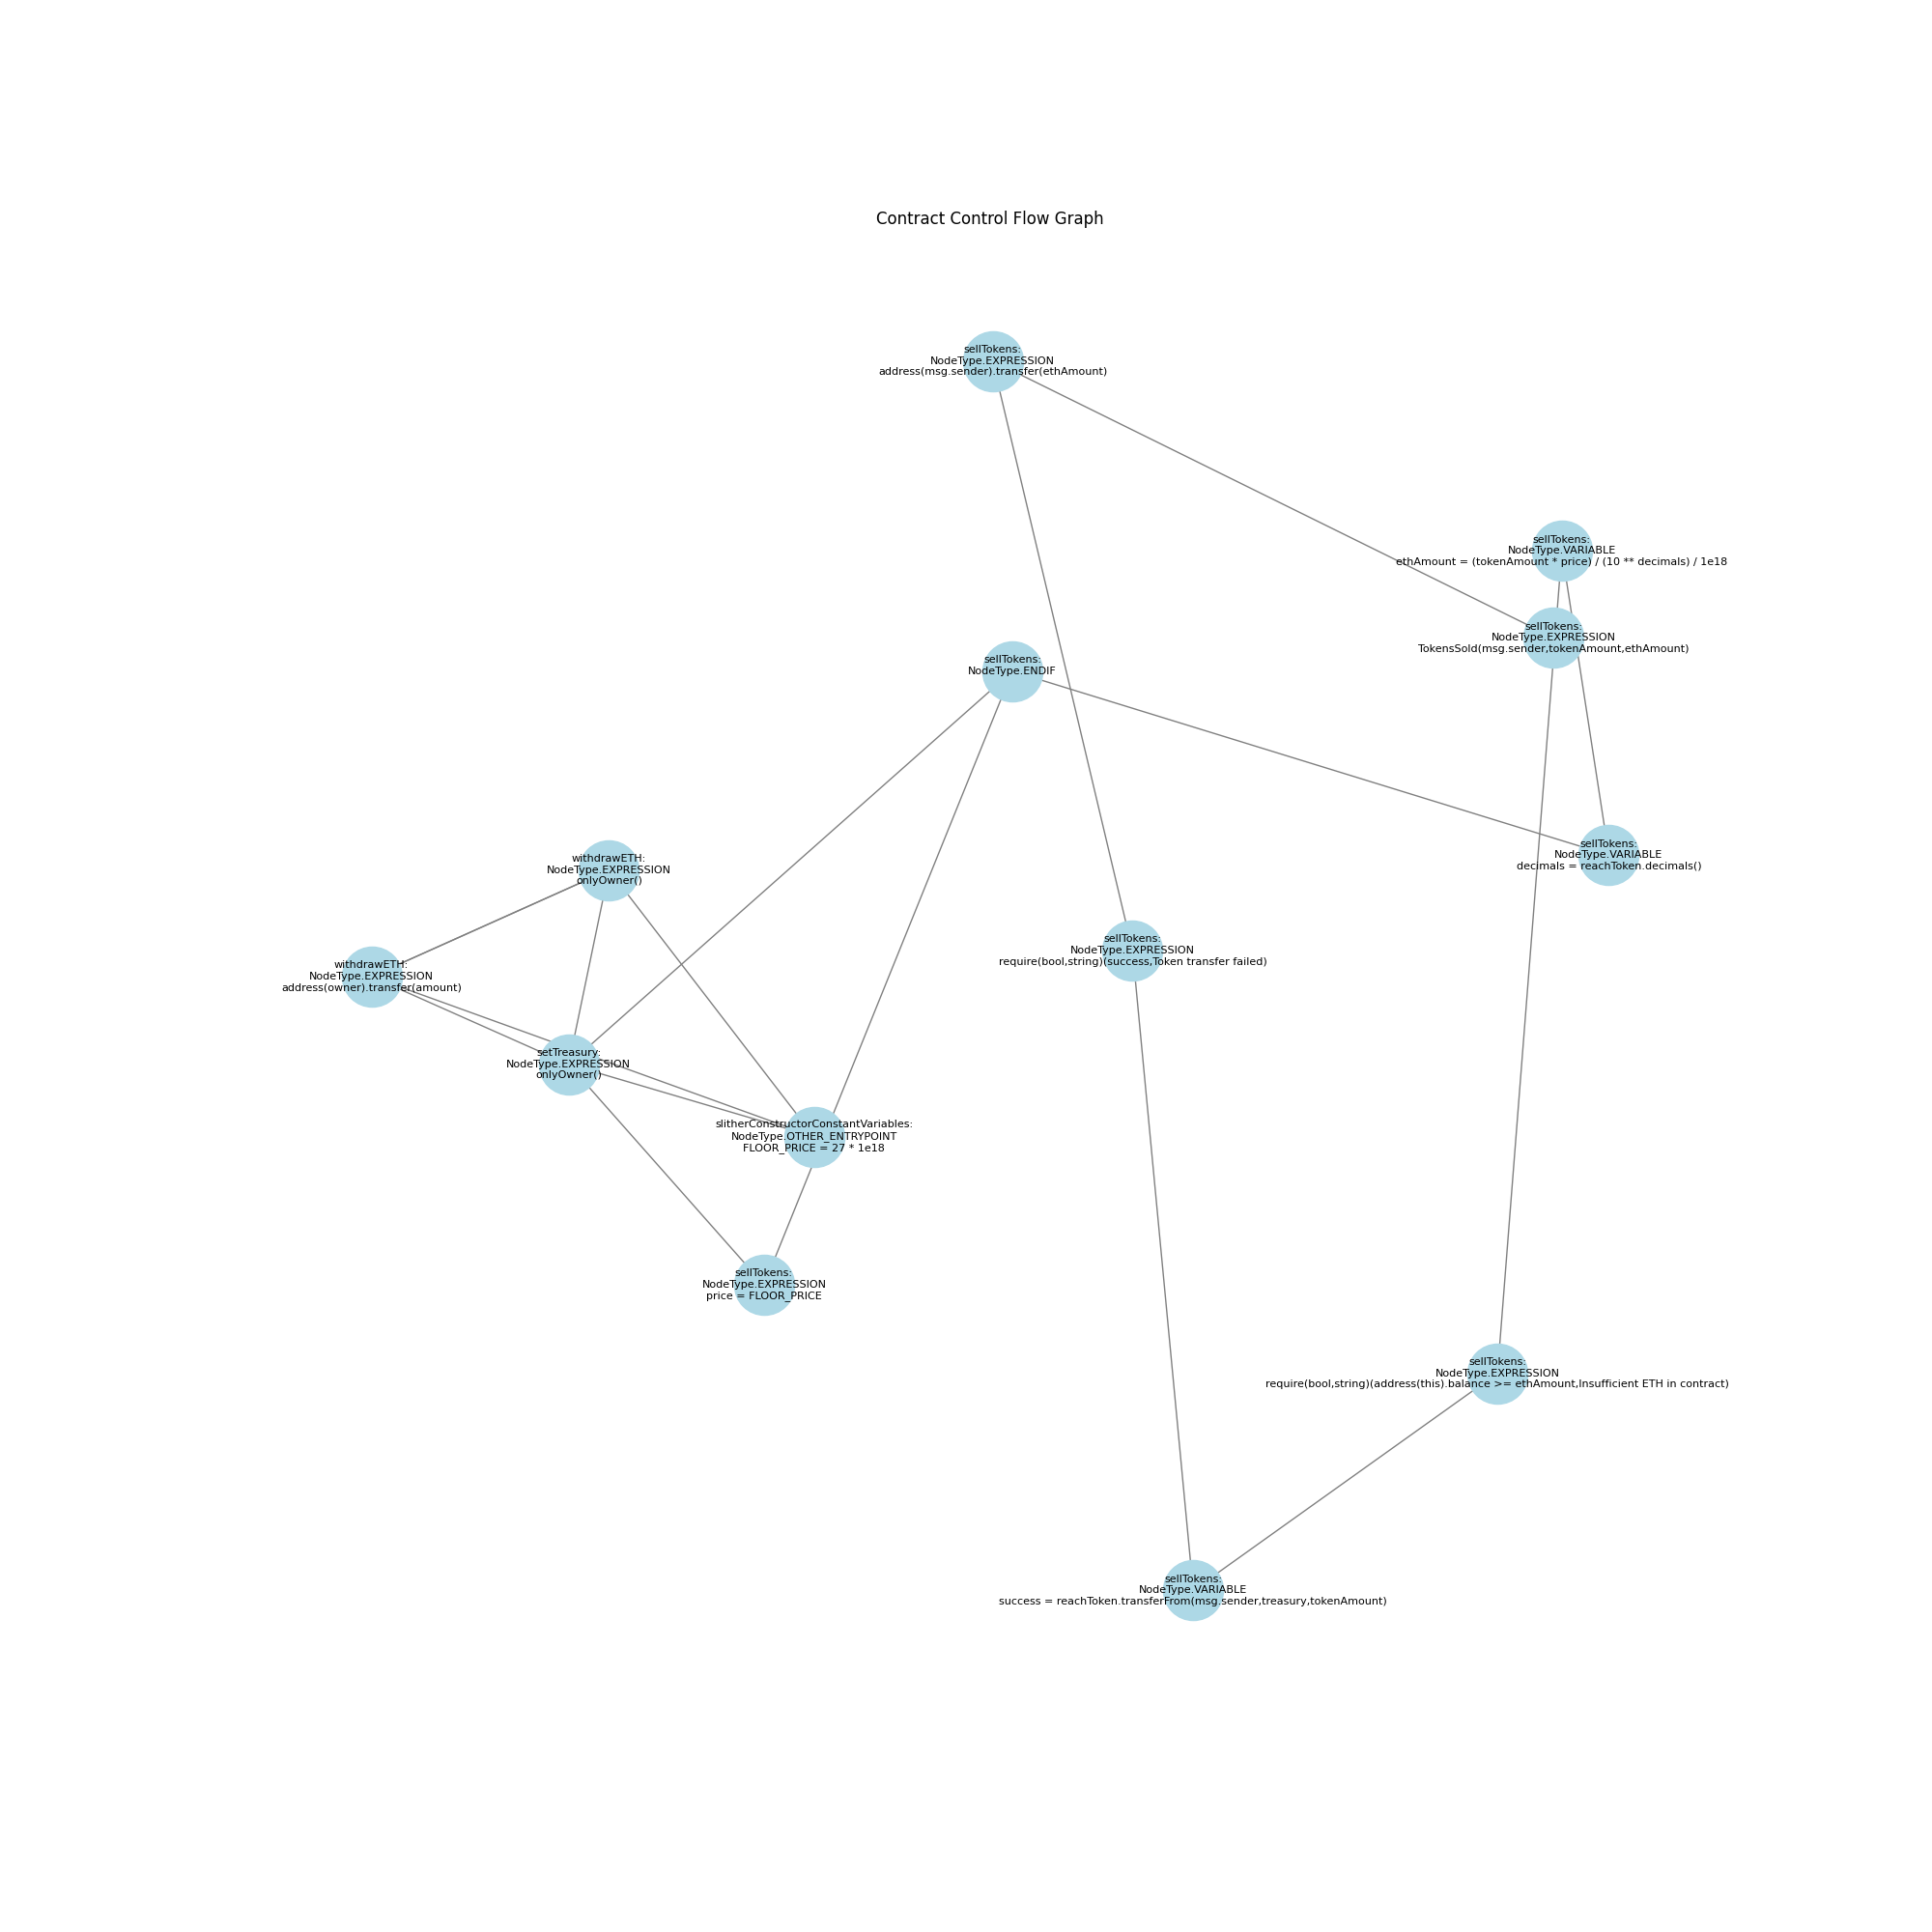 Contract Control Flow Graph
sellTokens:
NodeType.EXPRESSION
address(msg.sender).transfer(ethAmount)
sellTokens:
NodeType.VARIABLE
ethAmount = (tokenAmount * price) / (10 ** decimals) / 1e18
sellTokens:
NodeType.EXPRESSION
TokensSold(msg.sender,tokenAmount,ethAmount)
sellTokens:
NodeType.ENDIF
sellTokens:
NodeType.VARIABLE
decimals = reachToken.decimals()
withdrawETH:
NodeType.EXPRESSION
onlyOwner()
sellTokens:
NodeType.EXPRESSION
require(bool,string)(success,Token transfer failed)
withdrawETH:
NodeType.EXPRESSION
address(owner).transfer(amount)
setTreasury:
NodeType.EXPRESSION
onlyOwner()
slitherConstructorConstantVariables:
NodeType.OTHER_ENTRYPOINT
FLOOR_PRICE = 27 * 1e18
sellTokens:
NodeType.EXPRESSION
price = FLOOR_PRICE
sellTokens:
NodeType.EXPRESSION
require(bool,string)(address(this).balance >= ethAmount,Insufficient ETH in contract)
sellTokens:
NodeType.VARIABLE
success = reachToken.transferFrom(msg.sender,treasury,tokenAmount)